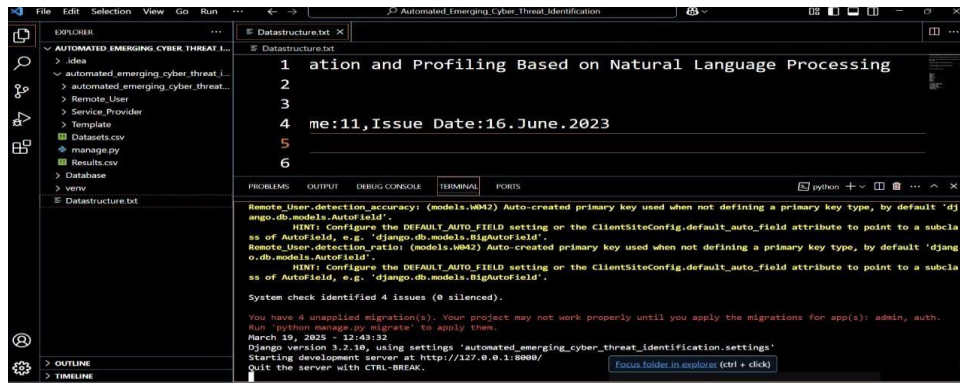 File Edit Selection View Go Run ... Automated_Emerging_Cyber_Threat_Identification
EXPLORER ...
AUTOMATED_EMERGING_CYBER_THREAT_I...
.idea
automated_emerging_cyber_threat_i...
automated_emerging_cyber_threat...
Remote_User
Service_Provider
Template
Datasets.csv
manage.py
Results.csv
Database
venv
Datastructure.txt
OUTLINE
TIMELINE
Datastructure.txt
Datastructure.txt
1 ation and Profiling Based on Natural Language Processing
2
3
4 me:11,Issue Date:16.June.2023
5
6
PROBLEMS OUTPUT DEBUG CONSOLE TERMINAL PORTS python
Remote_User.detection_accuracy: (models.W042) Auto-created primary key used when not defining a primary key type, by default 'dj
ango.db.models.AutoField'.
HINT: Configure the DEFAULT_AUTO_FIELD setting or the ClientSiteConfig.default_auto_field attribute to point to a subcla
ss of AutoField, e.g. 'django.db.models.BigAutoField'.
Remote_User.detection_ratio: (models.W042) Auto-created primary key used when not defining a primary key type, by default 'djang
o.db.models.AutoField'.
HINT: Configure the DEFAULT_AUTO_FIELD setting or the ClientSiteConfig.default_auto_field attribute to point to a subcla
ss of AutoField, e.g. 'django.db.models.BigAutoField'.
System check identified 4 issues (0 silenced).
You have 4 unapplied migration(s). Your project may not work properly until you apply the migrations for app(s): admin, auth.
Run 'python manage.py migrate' to apply them.
March 19, 2025 - 12:43:32
Django version 3.2.10, using settings 'automated_emerging_cyber_threat_identification.settings'
Starting development server at http://127.0.0.1:8000/
Quit the server with CTRL-BREAK.
Focus folder in explorer (ctrl + click)